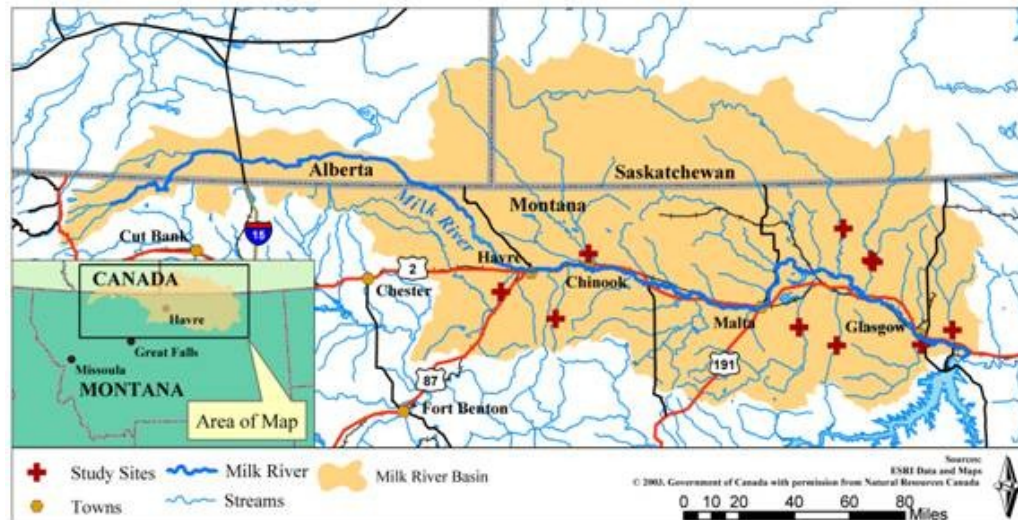 Alberta
Saskatchewan
Milk River
Montana
15
Cut Bank
Havre
2
Chinook
Chester
Malta
Glasgow
191
87
Fort Benton
CANADA
Havre
Great Falls
Missoula
MONTANA
Area of Map
Study Sites
Milk River
Milk River Basin
Towns
Streams
Sources:
ESRI Data and Maps
© 2003. Government of Canada with permission from Natural Resources Canada
0 10 20 40 60 80
Miles